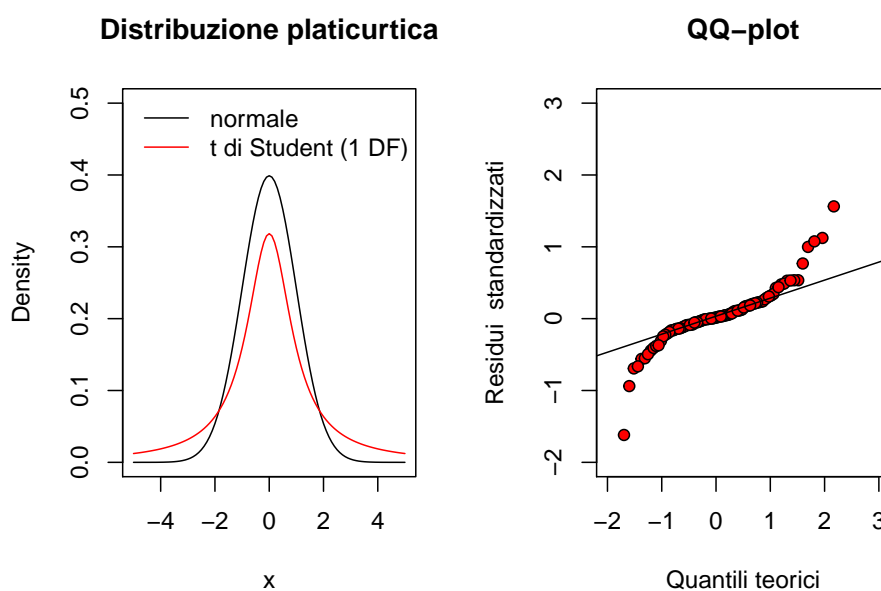 Distribuzione platicurtica
normale
t di Student (1 DF)
0.5
0.4
0.3
0.2
0.1
0.0
Density
−4 −2 0 2 4
x
QQ−plot
3
2
1
0
−1
−2
Residui standardizzati
−2 −1 0 1 2 3
Quantili teorici